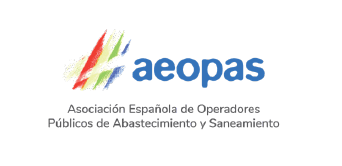 aeopas
Asociación Española de Operadores
Públicos de Abastecimiento y Saneamiento